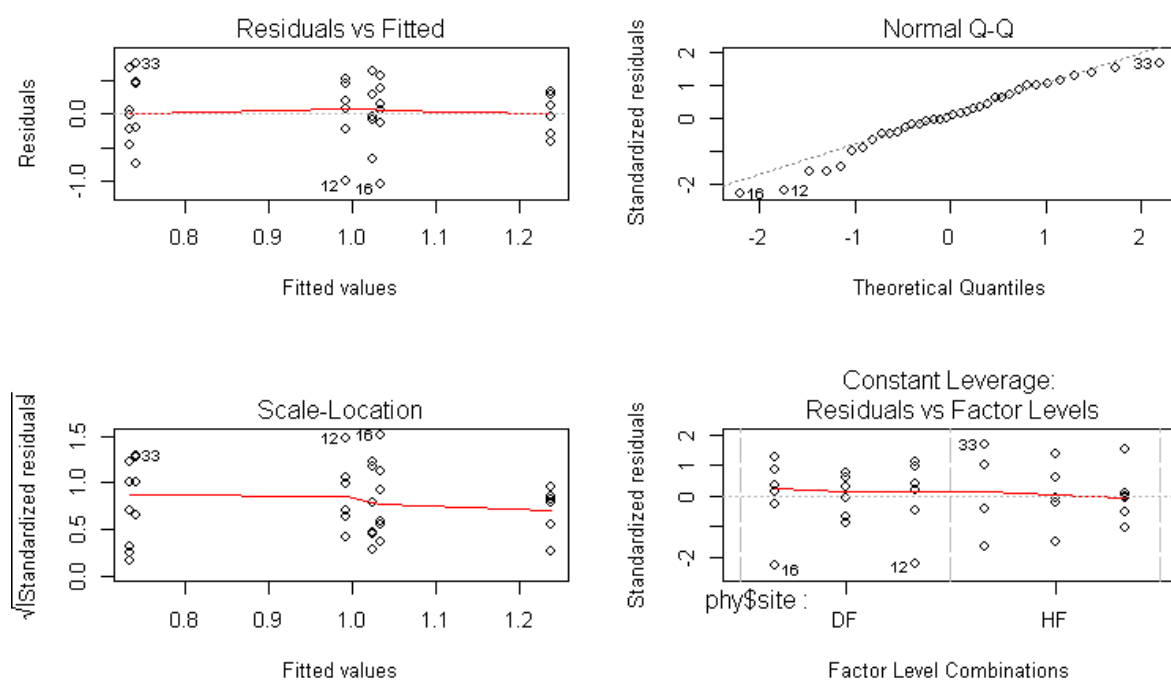 Residuals vs Fitted
Residuals
0.0
-1.0
33
12
16
0.8 0.9 1.0 1.1 1.2
Fitted values
Normal Q-Q
Standardized residuals
2
1
0
-2
33
16
12
-2 -1 0 1 2
Theoretical Quantiles
Scale-Location
√|Standardized residuals|
1.5
1.0
0.5
0.0
33
12
16
0.8 0.9 1.0 1.1 1.2
Fitted values
Constant Leverage:
Residuals vs Factor Levels
Standardized residuals
2
1
0
-2
33
16
12
phy$site :
DF HF
Factor Level Combinations